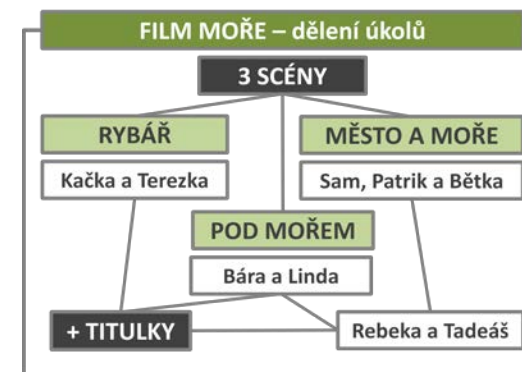 FILM MOŘE – dělení úkolů
3 SCÉNY
RYBÁŘ
MĚSTO A MOŘE
Kačka a Terezka
Sam, Patrik a Bětka
POD MOŘEM
Bára a Linda
+ TITULKY
Rebeka a Tadeáš